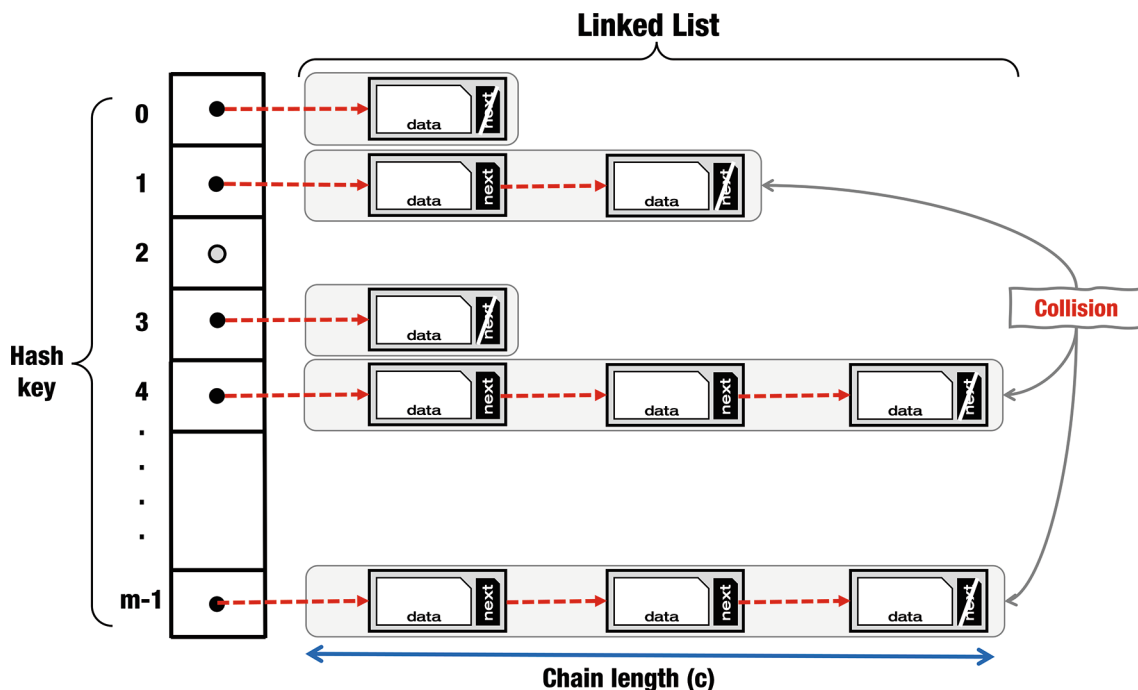 Linked List
0
data
next
1
data
next
data
next
2
3
data
next
Collision
Hash
key
4
data
next
data
next
data
next
.
.
.
.
m-1
data
next
data
next
data
next
Chain length (c)